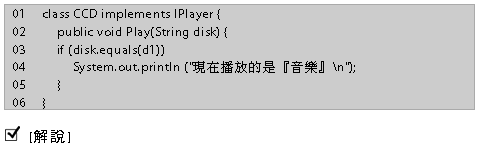 01 class CCD implements IPlayer {
02 public void Play(String disk) {
03 if (disk.equals(d1))
04 System.out.println ("現在播放的是『音樂』\n");
05 }
06 }
[解說]